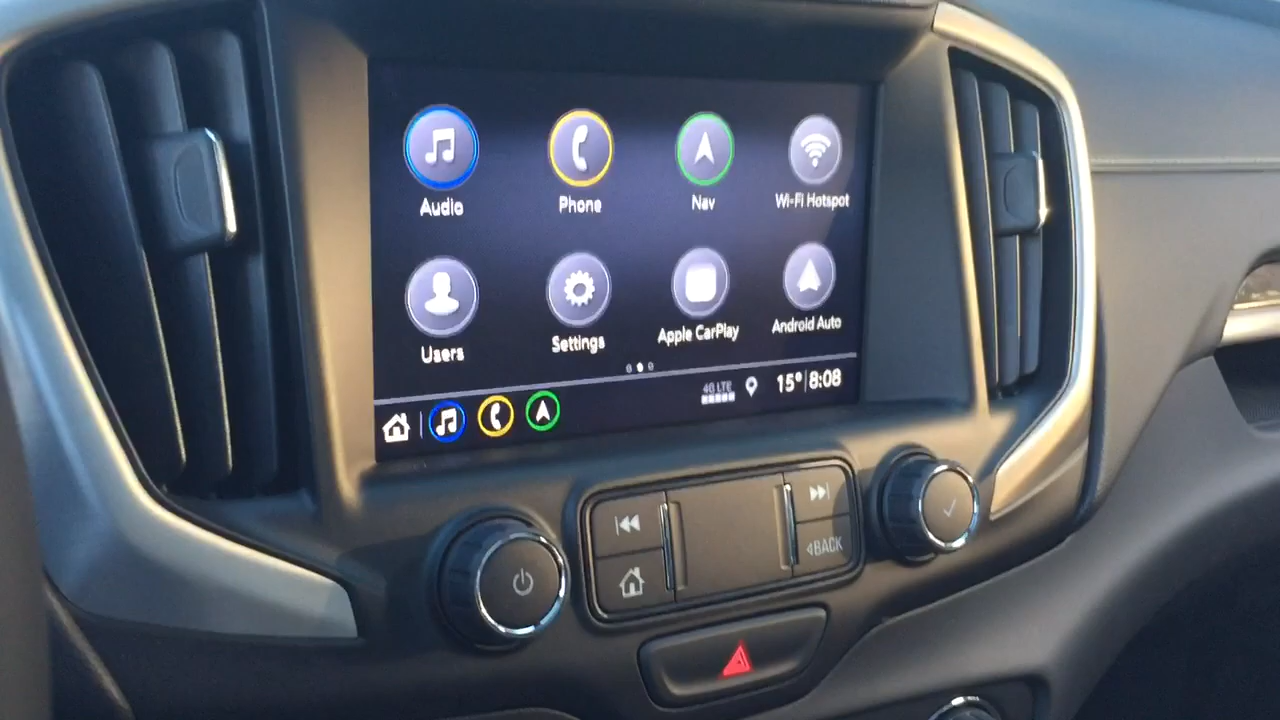 Audio
Phone
Nav
Wi-Fi Hotspot
Users
Settings
Apple CarPlay
Android Auto
4G LTE
15° 8:08
BACK